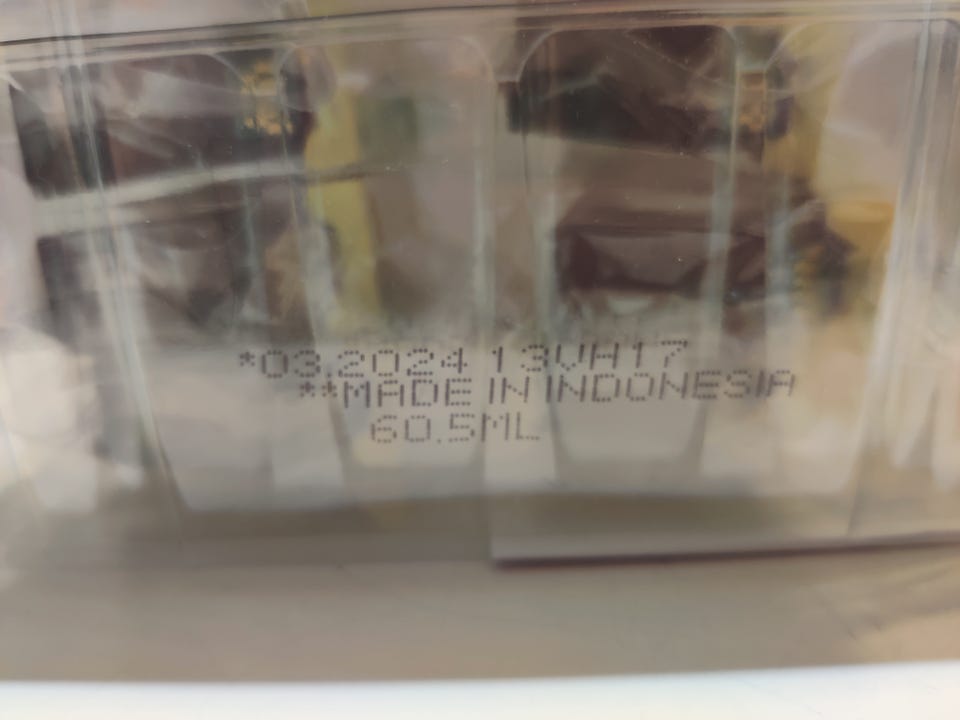 *03.2024 13VH17
**MADE IN INDONESIA
60.5ML